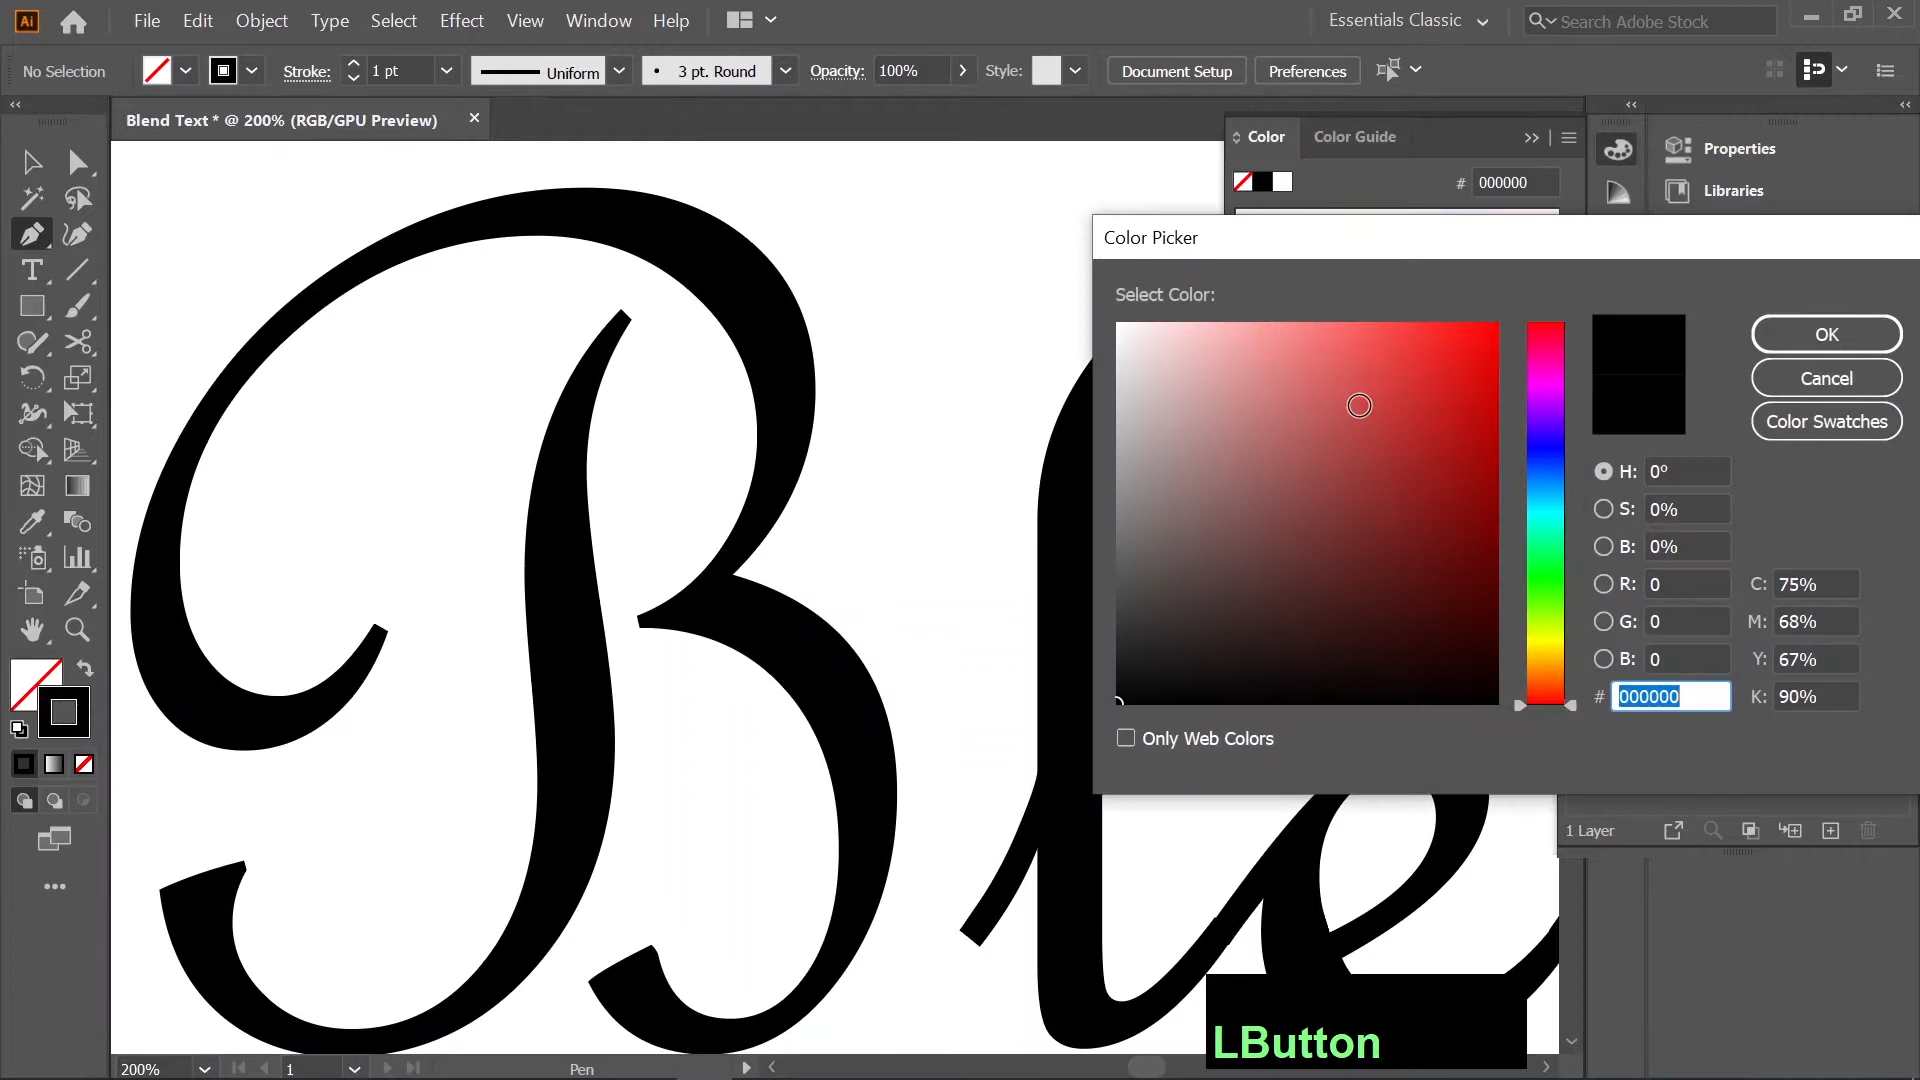 Ai File Edit Object Type Select Effect View Window Help Essentials Classic Search Adobe Stock
No Selection Stroke: 1 pt Uniform 3 pt. Round Opacity: 100% Style: Document Setup Preferences
Blend Text * @ 200% (RGB/GPU Preview)
Color Color Guide
# 000000
Properties
Libraries
Color Picker
Select Color:
OK
Cancel
Color Swatches
H: 0º
S: 0%
B: 0%
R: 0 C: 75%
G: 0 M: 68%
B: 0 Y: 67%
# 000000 K: 90%
Only Web Colors
B
1 Layer
LButton
200% 1 Pen